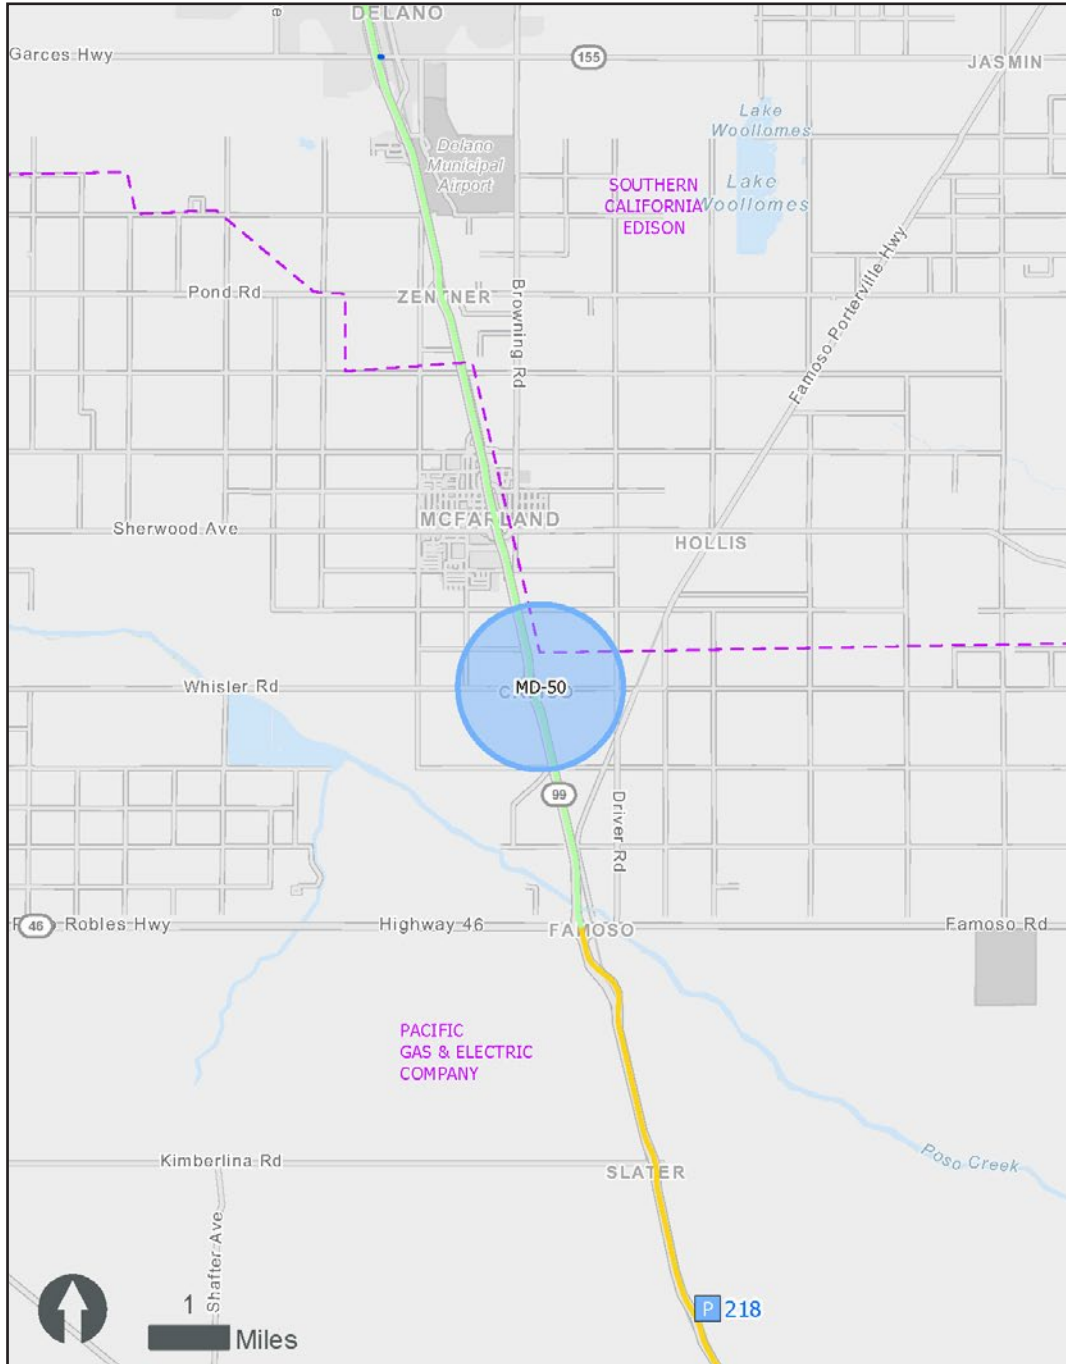 DELANO
e
Garces Hwy
155
JASMIN
Lake
Woollomes
Delano
Municipal
Airport
SOUTHERN
CALIFORNIA
EDISON
Lake
Woollomes
Pond Rd
ZENTNER
Browning Rd
Famoso Porterville Hwy
Sherwood Ave
MCFARLAND
HOLLIS
Whisler Rd
MD-50
99
Driver Rd
46
Robles Hwy
Highway 46
FAMOSO
Famoso Rd
PACIFIC
GAS & ELECTRIC
COMPANY
Kimberlina Rd
SLATER
Poso Creek
Shafter Ave
1
Miles
P 218